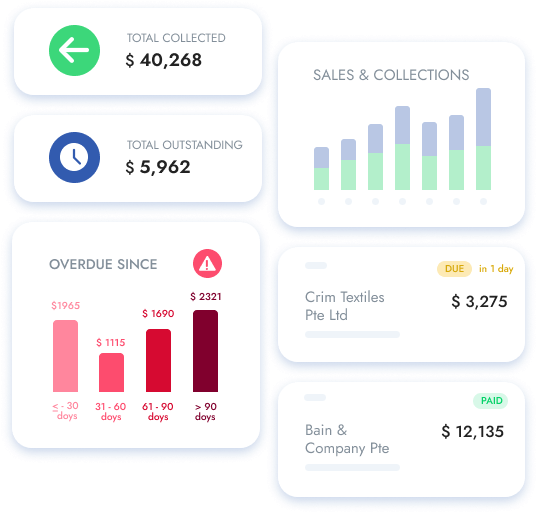 TOTAL COLLECTED
$ 40,268
TOTAL OUTSTANDING
$ 5,962
OVERDUE SINCE
$1965
$ 1115
$ 1690
$ 2321
≤ - 30
days
31 - 60
days
61 - 90
days
> 90
days
SALES & COLLECTIONS
DUE in 1 day
Crim Textiles
Pte Ltd
$ 3,275
PAID
Bain &
Company Pte
$ 12,135